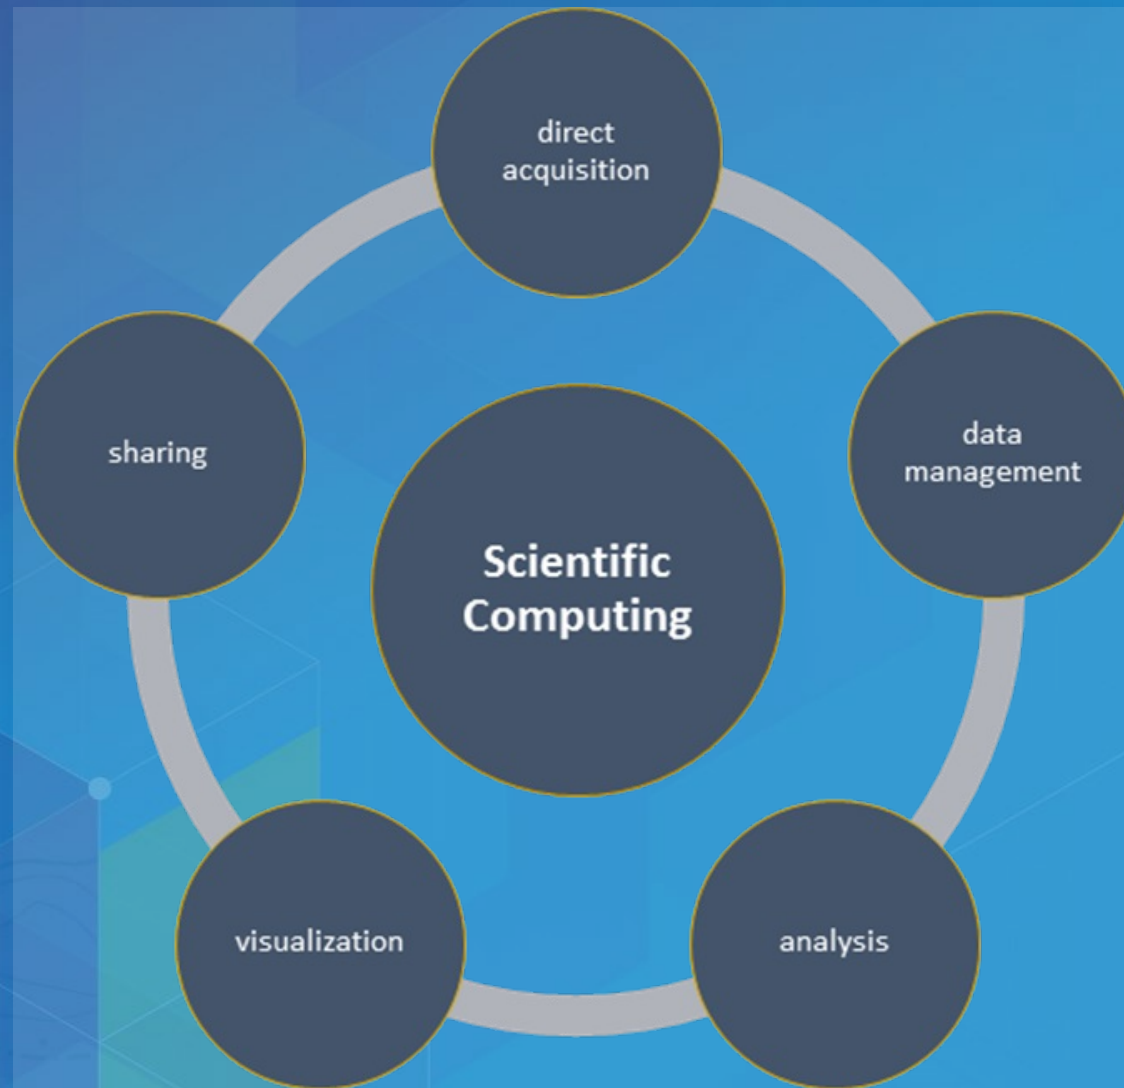 direct
acquisition
sharing
data
management
Scientific
Computing
visualization
analysis